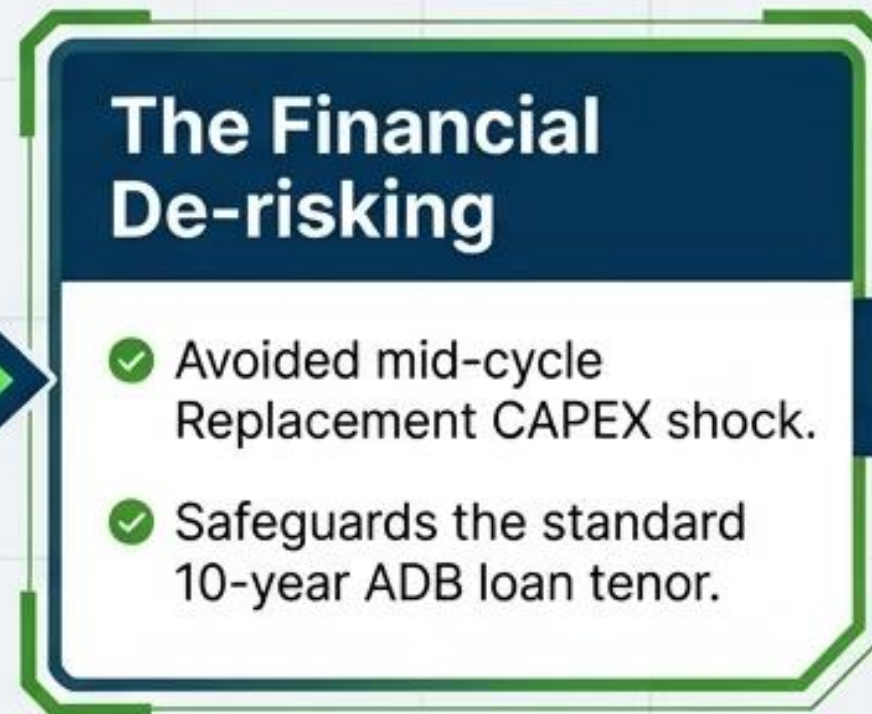 The Financial
De-risking
Avoided mid-cycle
Replacement CAPEX shock.
Safeguards the standard
10-year ADB loan tenor.